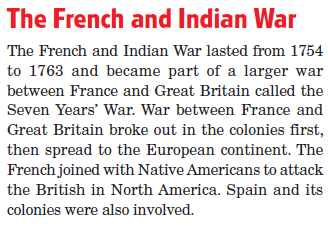 The French and Indian War
The French and Indian War lasted from 1754
to 1763 and became part of a larger war
between France and Great Britain called the
Seven Years’ War. War between France and
Great Britain broke out in the colonies first,
then spread to the European continent. The
French joined with Native Americans to attack
the British in North America. Spain and its
colonies were also involved.